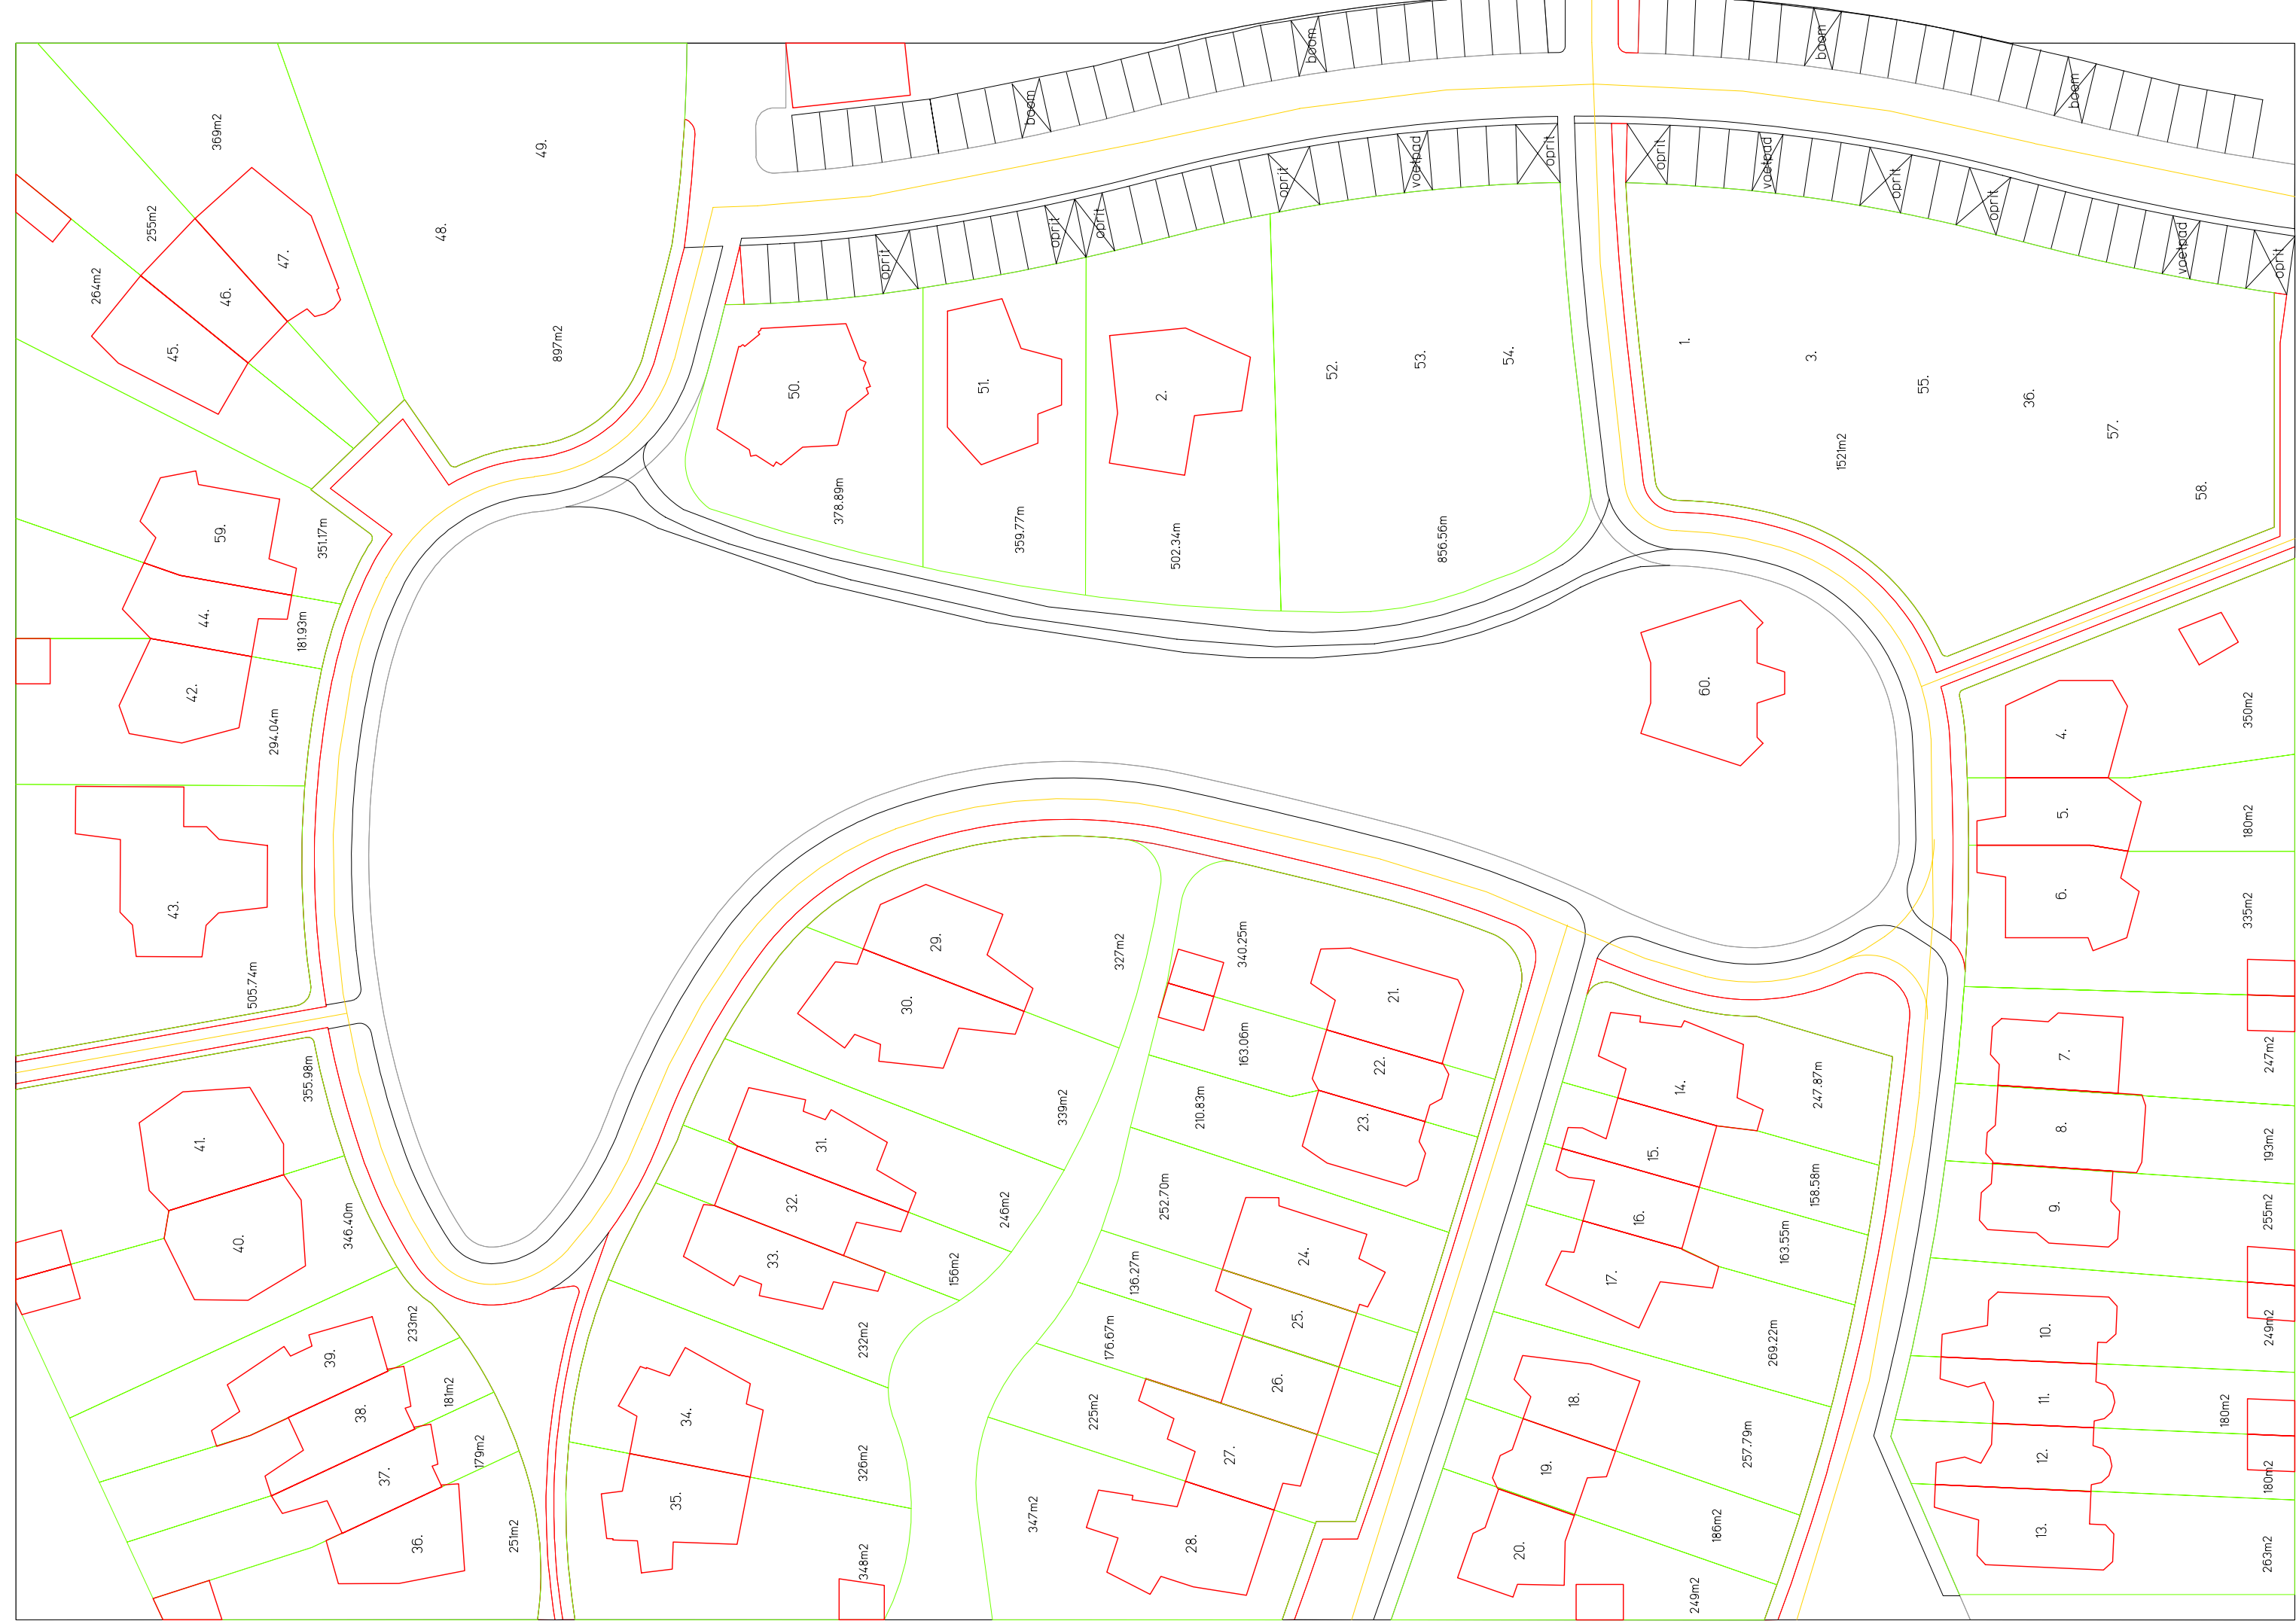 boom
boom
boom
boom
oprit
oprit
oprit
oprit
voetpad
oprit
oprit
voetpad
oprit
oprit
voetpad
oprit
369m2
255m2
264m2
47.
46.
45.
48.
49.
897m2
50.
378.89m
51.
359.77m
2.
502.34m
52.
53.
54.
856.56m
1.
3.
55.
36.
57.
58.
1521m2
59.
351.17m
44.
181.93m
42.
294.04m
43.
505.74m
60.
4.
350m2
5.
180m2
6.
335m2
7.
247m2
8.
193m2
9.
255m2
10.
249m2
11.
180m2
12.
180m2
13.
263m2
41.
355.98m
40.
346.40m
39.
233m2
38.
181m2
37.
179m2
36.
251m2
29.
327m2
30.
339m2
31.
246m2
32.
156m2
33.
232m2
34.
326m2
35.
348m2
21.
340.25m
22.
163.06m
23.
210.83m
24.
252.70m
25.
136.27m
26.
176.67m
27.
225m2
28.
347m2
14.
247.87m
15.
158.58m
16.
163.55m
17.
269.22m
18.
257.79m
19.
186m2
20.
249m2